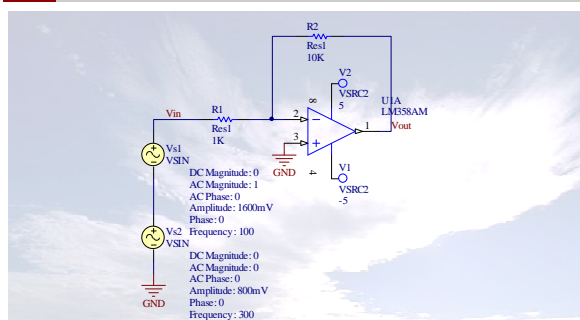 R2
Res1
10K
V2
VSRC2
5
U1A
LM358AM
8
Vin
R1
Res1
1K
2
3
1
Vout
GND
4
V1
VSRC2
-5
Vs1
VSIN
DC Magnitude: 0
AC Magnitude: 1
AC Phase: 0
Amplitude: 1600mV
Phase: 0
Frequency: 100
Vs2
VSIN
DC Magnitude: 0
AC Magnitude: 0
AC Phase: 0
Amplitude: 800mV
Phase: 0
Frequency: 300
GND